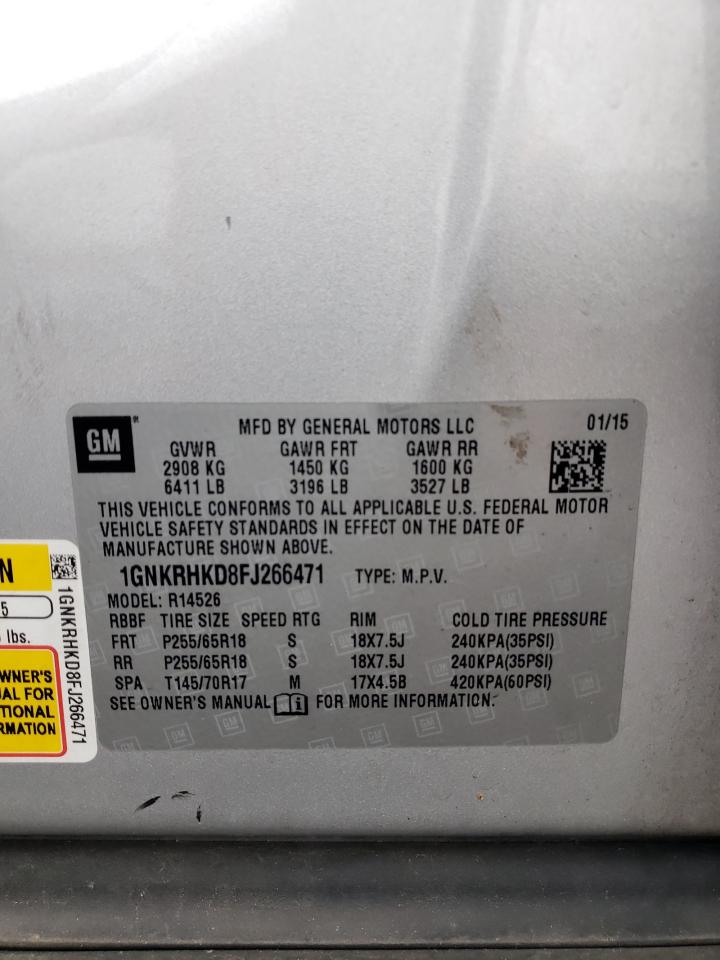 GM
MFD BY GENERAL MOTORS LLC 01/15
GVWR GAWR FRT GAWR RR
2908 KG 1450 KG 1600 KG
6411 LB 3196 LB 3527 LB
THIS VEHICLE CONFORMS TO ALL APPLICABLE U.S. FEDERAL MOTOR
VEHICLE SAFETY STANDARDS IN EFFECT ON THE DATE OF
MANUFACTURE SHOWN ABOVE.
1GNKRHKD8FJ266471 TYPE: M.P.V.
MODEL: R14526
RBBF TIRE SIZE SPEED RTG RIM COLD TIRE PRESSURE
FRT P255/65R18 S 18X7.5J 240KPA(35PSI)
RR P255/65R18 S 18X7.5J 240KPA(35PSI)
SPA T145/70R17 M 17X4.5B 420KPA(60PSI)
SEE OWNER'S MANUAL i FOR MORE INFORMATION.
N
5
lbs.
WNER'S
UAL FOR
TIONAL
RMATION
1GNKRHKD8FJ266471